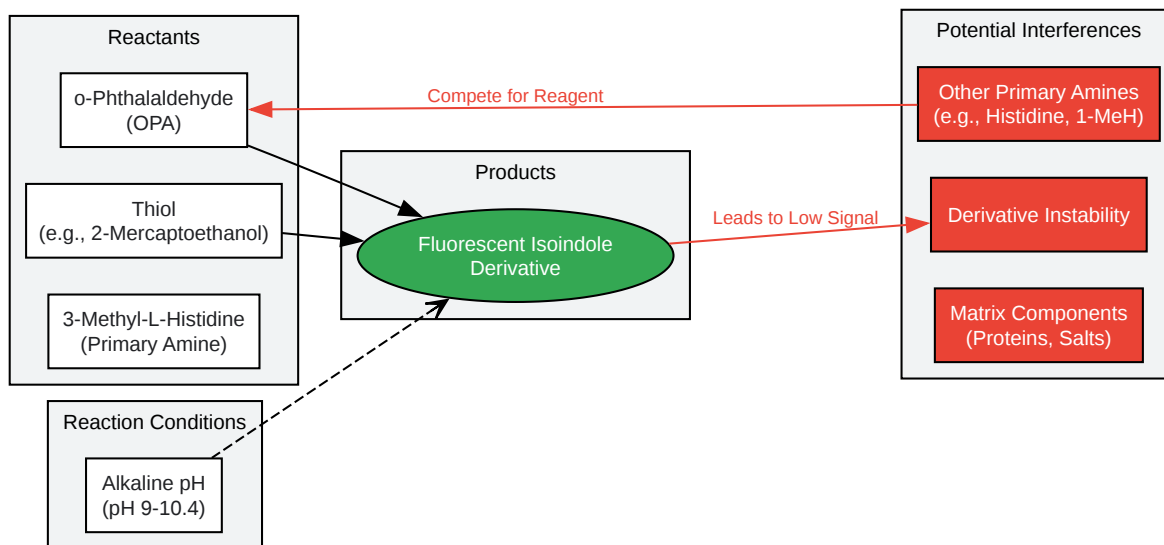 Reactants
o-Phthalaldehyde
(OPA)
Thiol
(e.g., 2-Mercaptoethanol)
3-Methyl-L-Histidine
(Primary Amine)
Reaction Conditions
Alkaline pH
(pH 9-10.4)
Compete for Reagent
Products
Fluorescent Isoindole
Derivative
Leads to Low Signal
Potential Interferences
Other Primary Amines
(e.g., Histidine, 1-MeH)
Derivative Instability
Matrix Components
(Proteins, Salts)